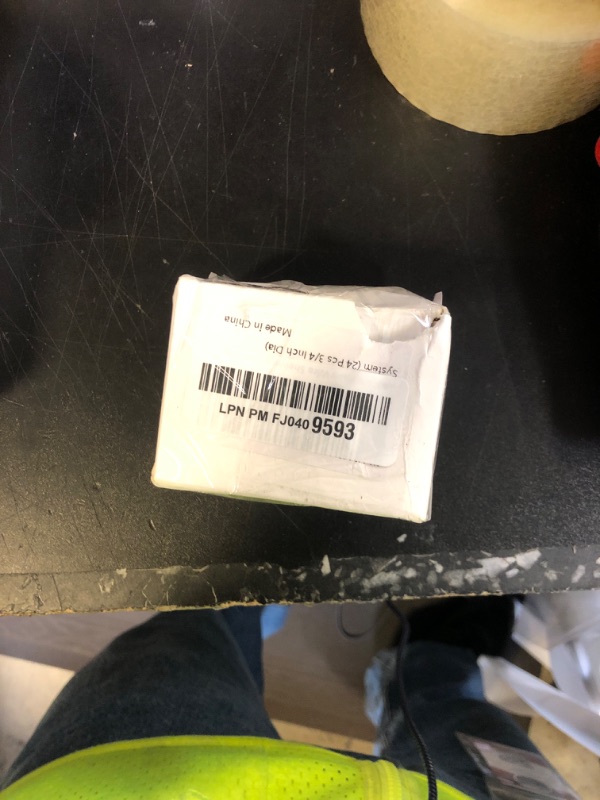 System (24 Pcs 3/4 Inch Dia)
Made in China
LPN PM FJ0409593